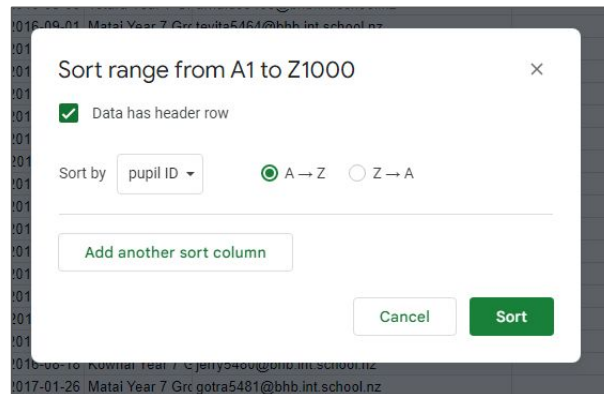 2016-09-01 Matai Year 7 Grc tevita5464@bhb.int.school.nz
Sort range from A1 to Z1000
Data has header row
Sort by pupil ID A → Z Z → A
Add another sort column
Cancel Sort
2016-08-18 Kowhai Year 7 G jerry5480@bhb.int.school.nz
2017-01-26 Matai Year 7 Grc gotra5481@bhb.int.school.nz